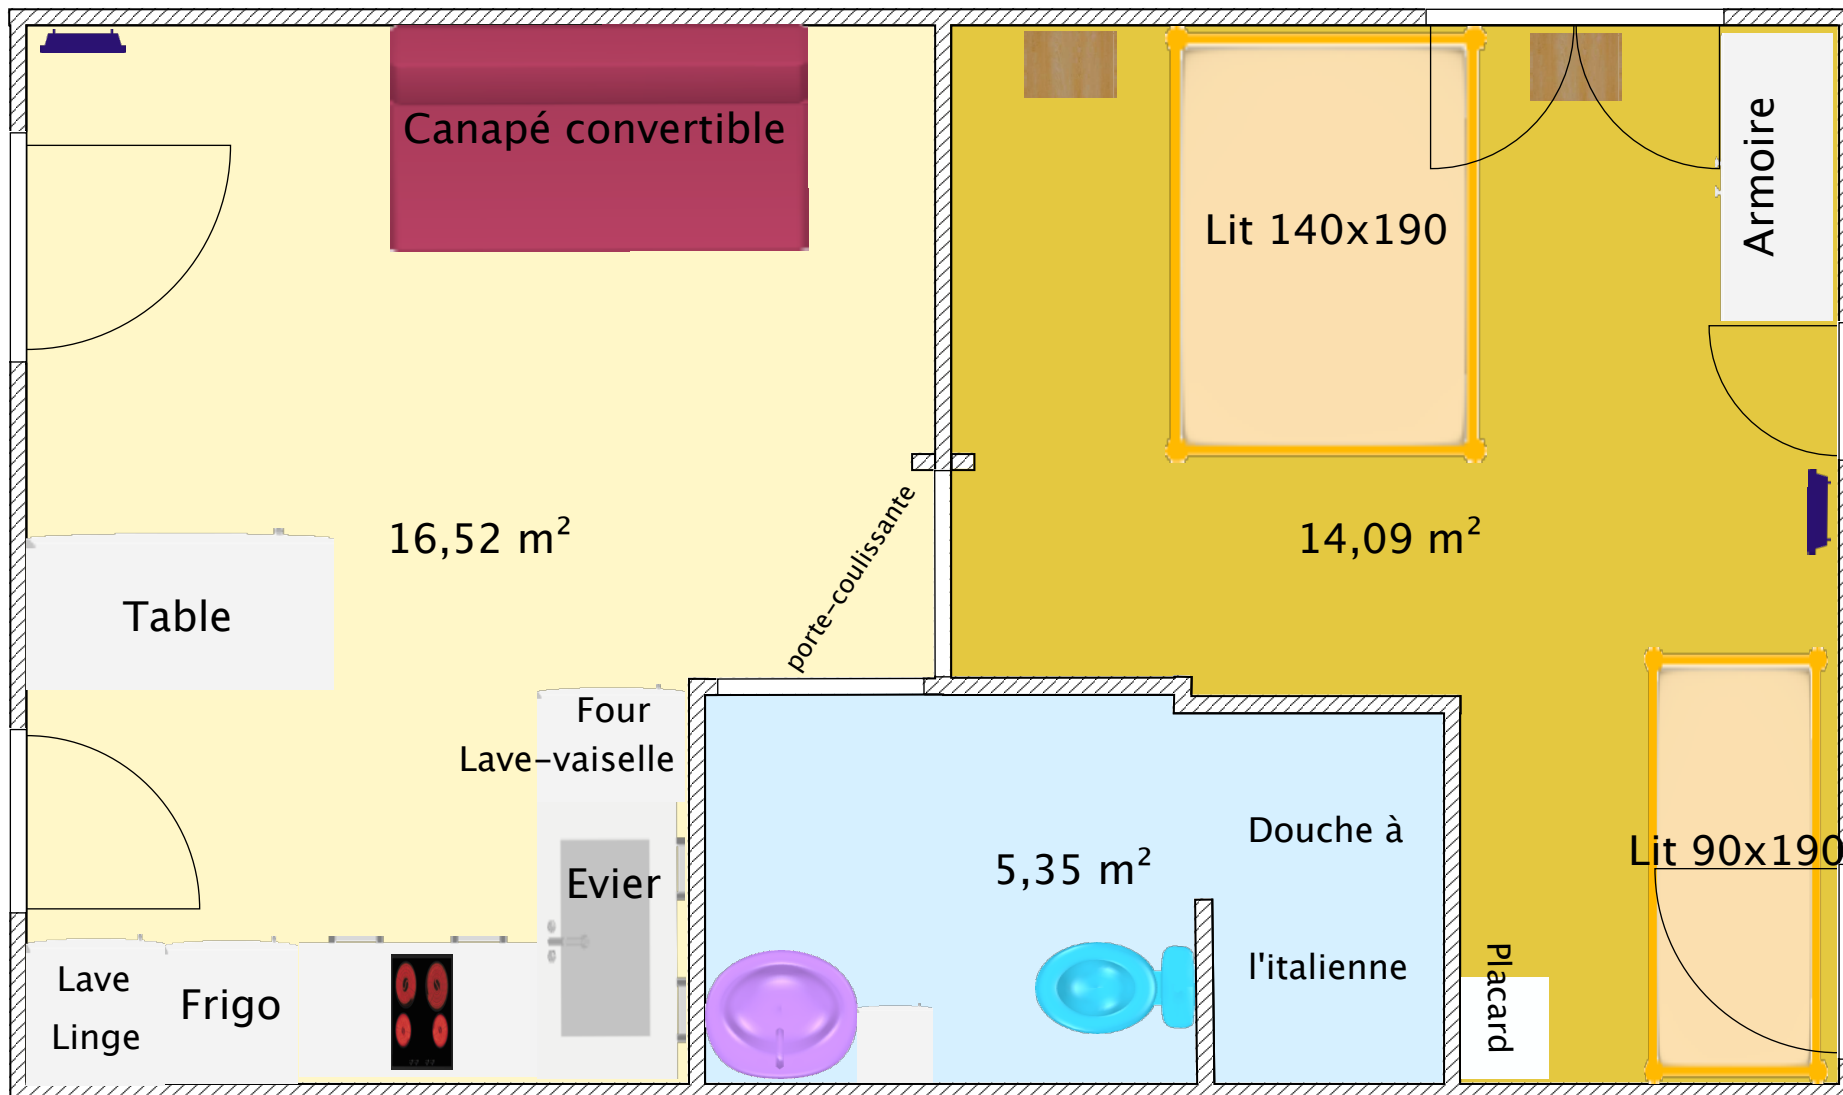 Canapé convertible
Lit 140x190
Armoire
16,52 m²
porte-coulissante
14,09 m²
Table
Four
Lave-vaiselle
Evier
5,35 m²
Douche à
l'italienne
Lit 90x190
Lave
Linge
Frigo
Placard